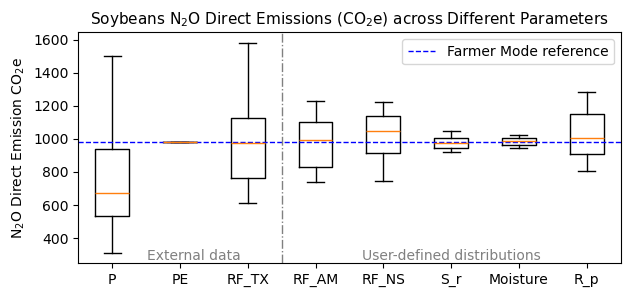 Soybeans N₂O Direct Emissions (CO₂e) across Different Parameters
N₂O Direct Emission CO₂e
1600
1400
1200
1000
800
600
400
Farmer Mode reference
External data
User-defined distributions
P PE RF_TX RF_AM RF_NS S_r Moisture R_p